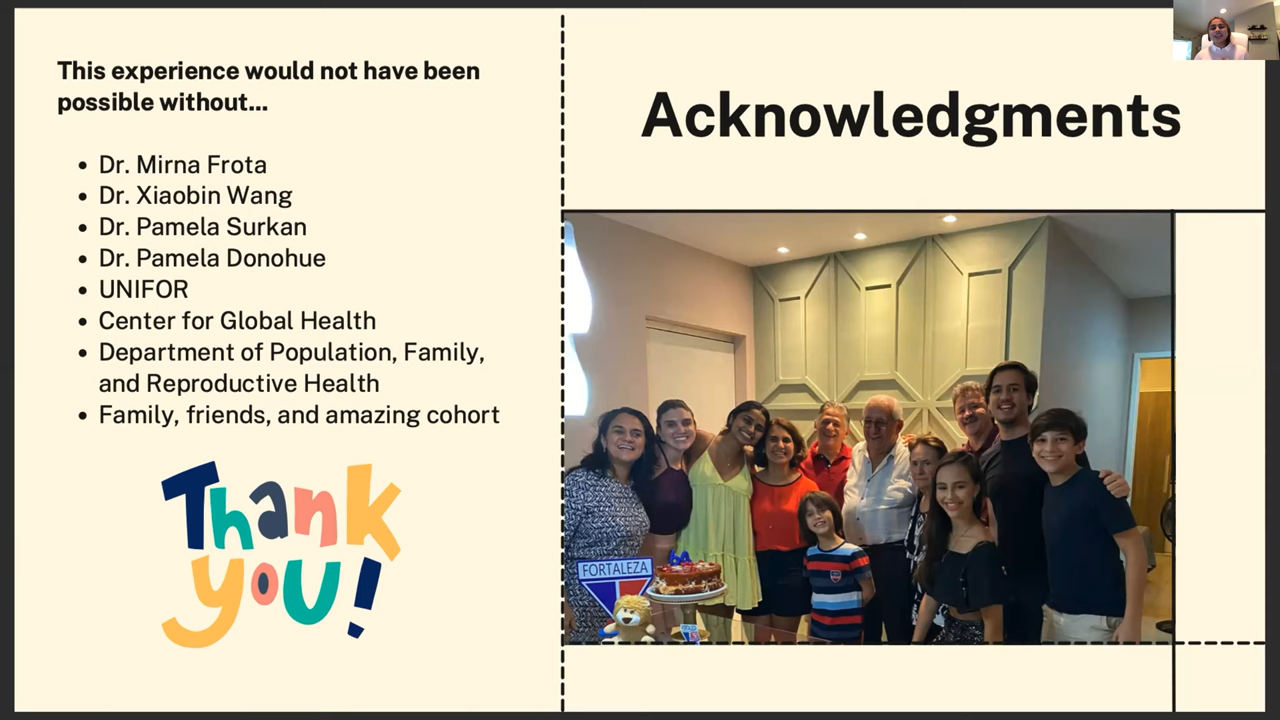 This experience would not have been
possible without...
Acknowledgments
• Dr. Mirna Frota
• Dr. Xiaobin Wang
• Dr. Pamela Surkan
• Dr. Pamela Donohue
• UNIFOR
• Center for Global Health
• Department of Population, Family,
and Reproductive Health
• Family, friends, and amazing cohort
Thank
you!
FORTALEZA